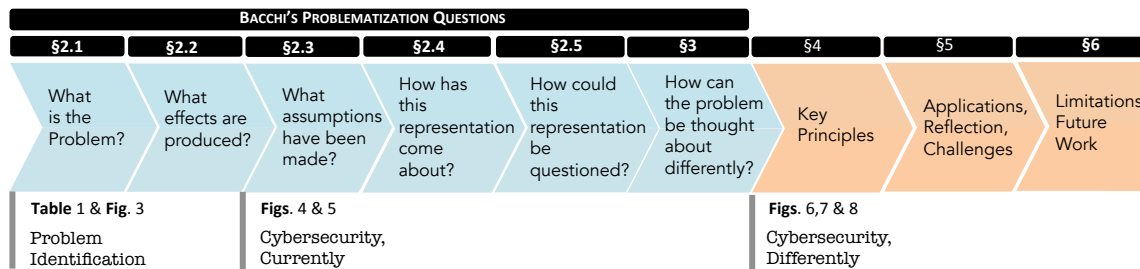 BACCHI'S PROBLEMATIZATION QUESTIONS
§2.1
§2.2
§2.3
§2.4
§2.5
§3
§4
§5
§6
What
is the
Problem?
What
effects are
produced?
What
assumptions
have been
made?
How has
this
representation
come
about?
How could
this
representation
be
questioned?
How can
the problem
be thought
about
differently?
Key
Principles
Applications,
Reflection,
Challenges
Limitations,
Future
Work
Table 1 & Fig. 3
Problem
Identification
Figs. 4 & 5
Cybersecurity,
Currently
Figs. 6,7 & 8
Cybersecurity,
Differently